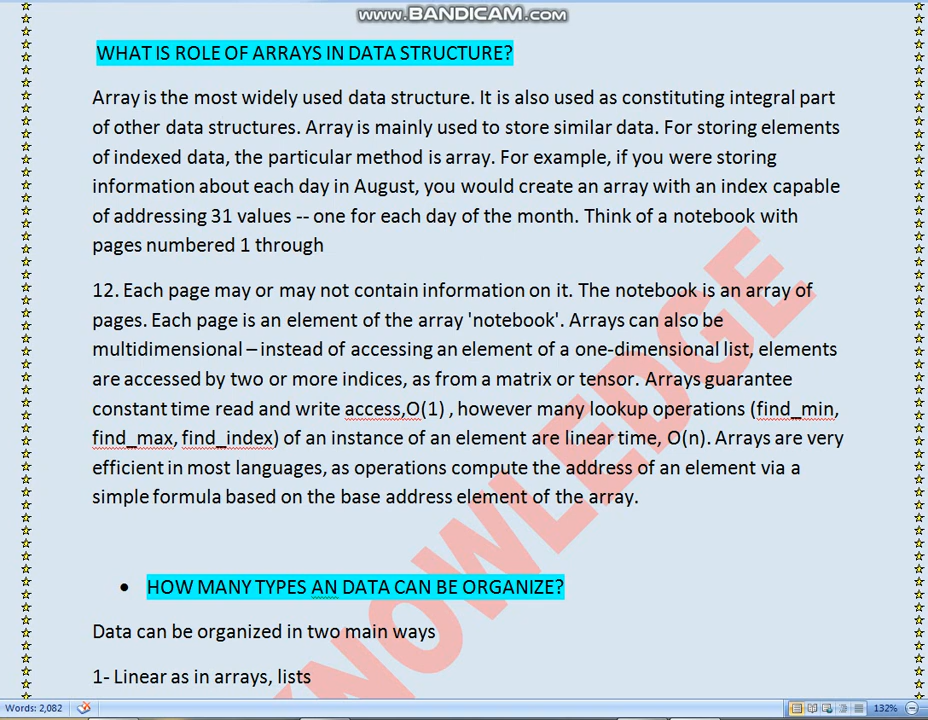 www.BANDICAM.com
WHAT IS ROLE OF ARRAYS IN DATA STRUCTURE?
Array is the most widely used data structure. It is also used as constituting integral part
of other data structures. Array is mainly used to store similar data. For storing elements
of indexed data, the particular method is array. For example, if you were storing
information about each day in August, you would create an array with an index capable
of addressing 31 values -- one for each day of the month. Think of a notebook with
pages numbered 1 through
12. Each page may or may not contain information on it. The notebook is an array of
pages. Each page is an element of the array 'notebook'. Arrays can also be
multidimensional – instead of accessing an element of a one-dimensional list, elements
are accessed by two or more indices, as from a matrix or tensor. Arrays guarantee
constant time read and write access,O(1) , however many lookup operations (find_min,
find_max, find_index) of an instance of an element are linear time, O(n). Arrays are very
efficient in most languages, as operations compute the address of an element via a
simple formula based on the base address element of the array.
• HOW MANY TYPES AN DATA CAN BE ORGANIZE?
Data can be organized in two main ways
1- Linear as in arrays, lists
KNOWLEDGE
Words: 2,082
132%